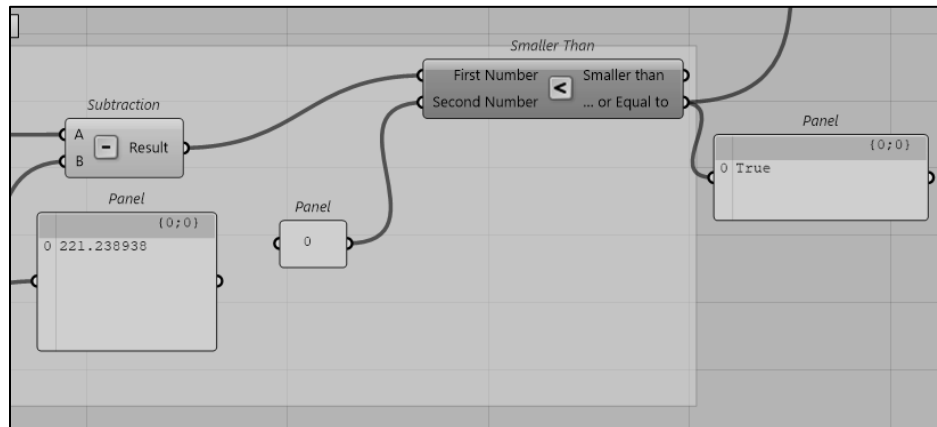 Smaller Than
First Number
Smaller than
<
Second Number
... or Equal to
Subtraction
A
B
-
Result
Panel
{0;0}
0 221.238938
Panel
0
Panel
{0;0}
0 True